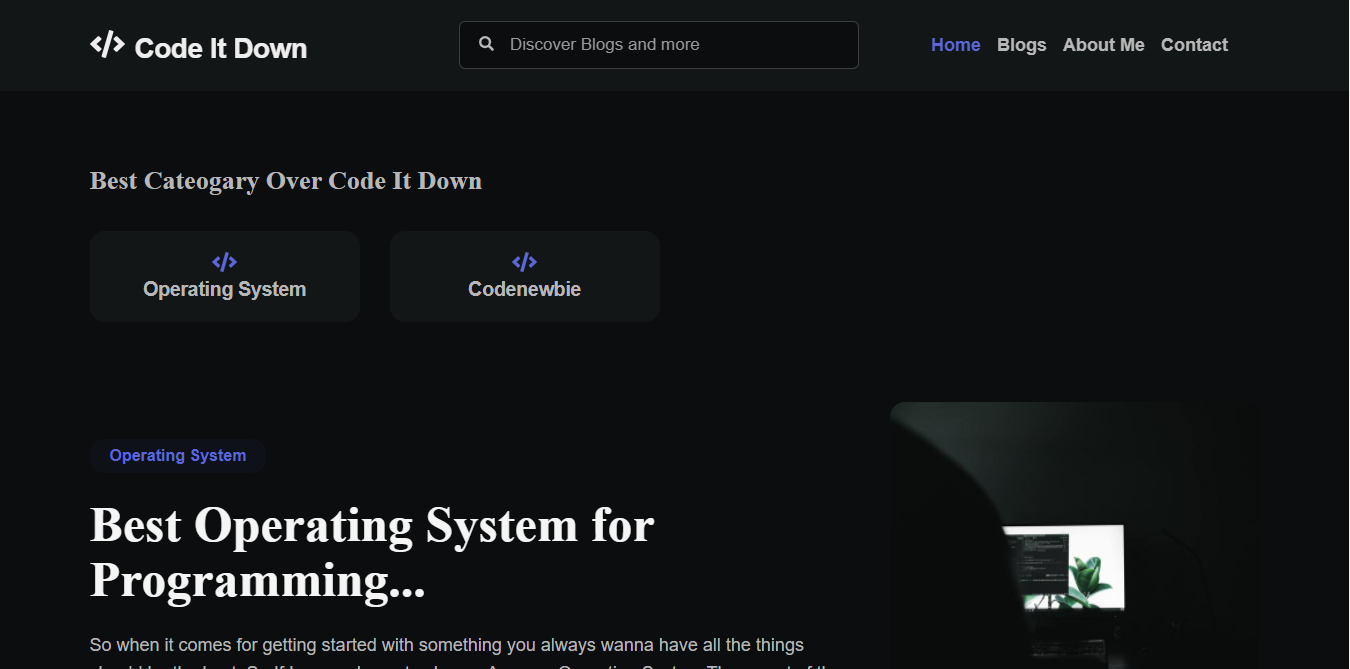 </> Code It Down
Discover Blogs and more
Home Blogs About Me Contact
Best Cateogary Over Code It Down
</> </>
Operating System Codenewbie
Operating System
Best Operating System for
Programming...
So when it comes for getting started with something you always wanna have all the things